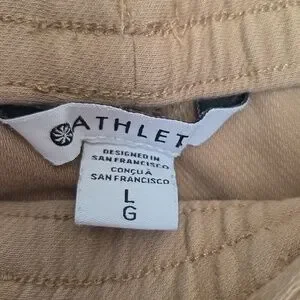 ATHLET
DESIGNED IN
SAN FRANCISCO
CONÇU À
SAN FRANCISCO
L
G